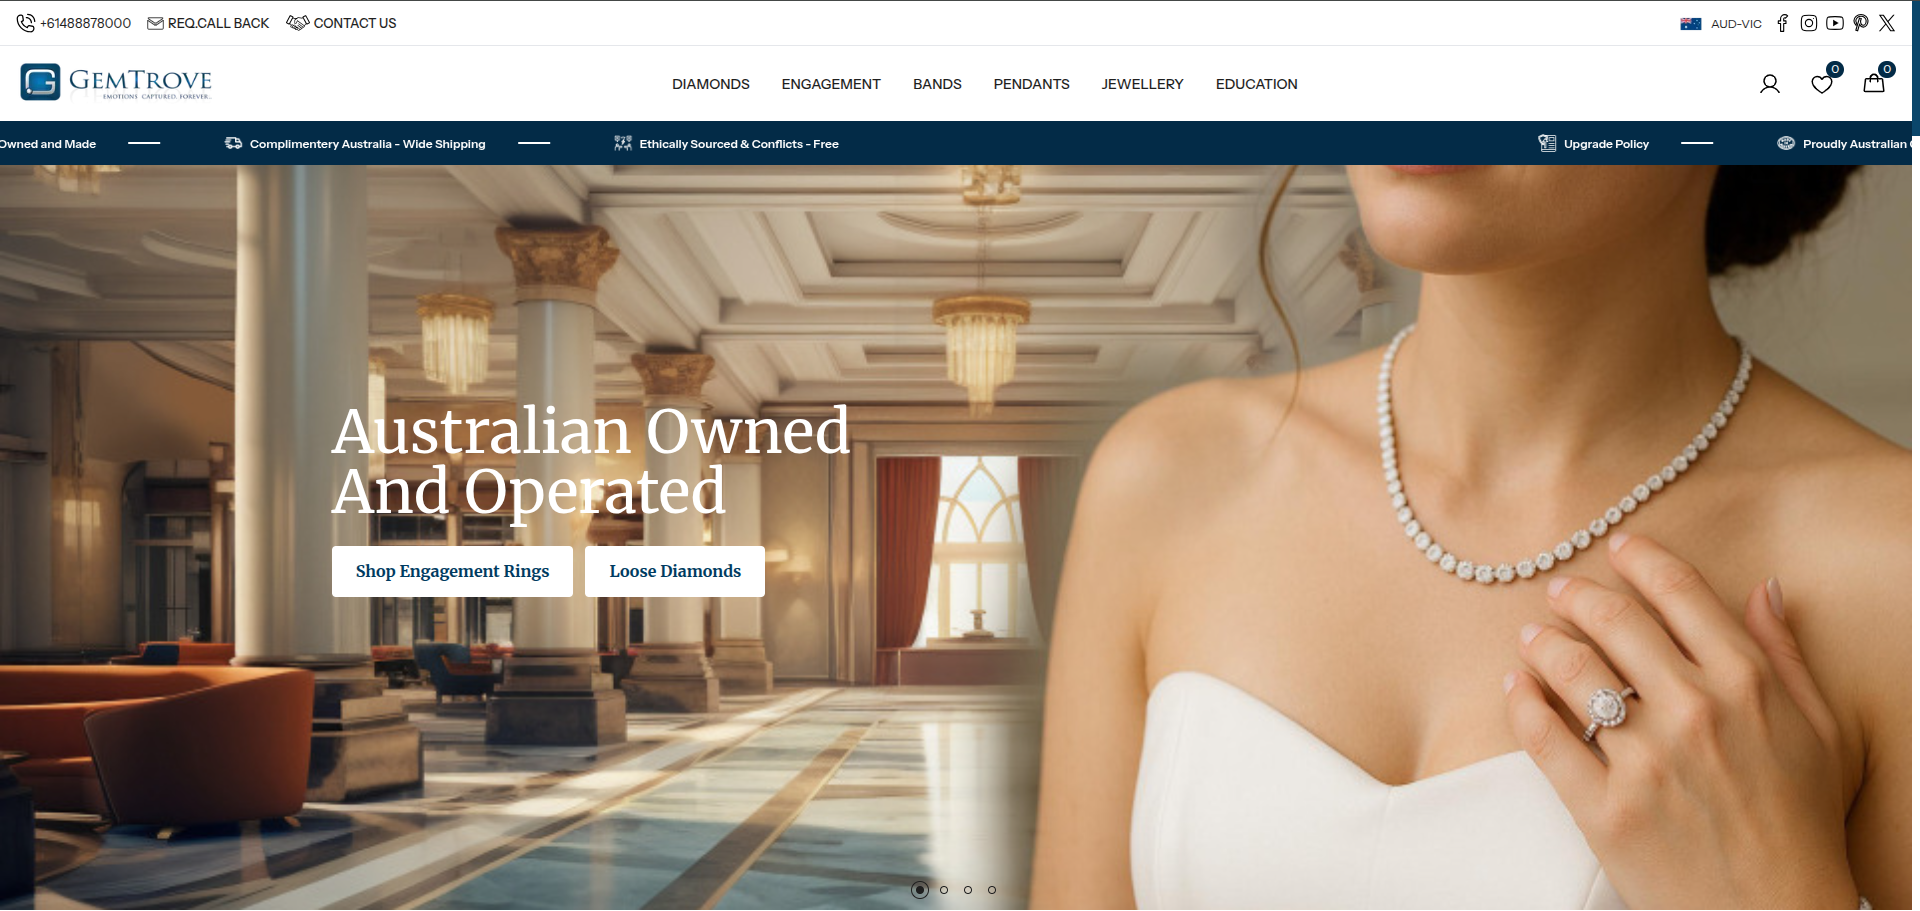 +61488878000 REQ.CALL BACK CONTACT US AUD-VIC
GEMTROVE
EMOTIONS CAPTURED. FOREVER..
DIAMONDS ENGAGEMENT BANDS PENDANTS JEWELLERY EDUCATION
0 0
Owned and Made Complimentery Australia - Wide Shipping Ethically Sourced & Conflicts - Free Upgrade Policy Proudly Australian
Australian Owned
And Operated
Shop Engagement Rings Loose Diamonds